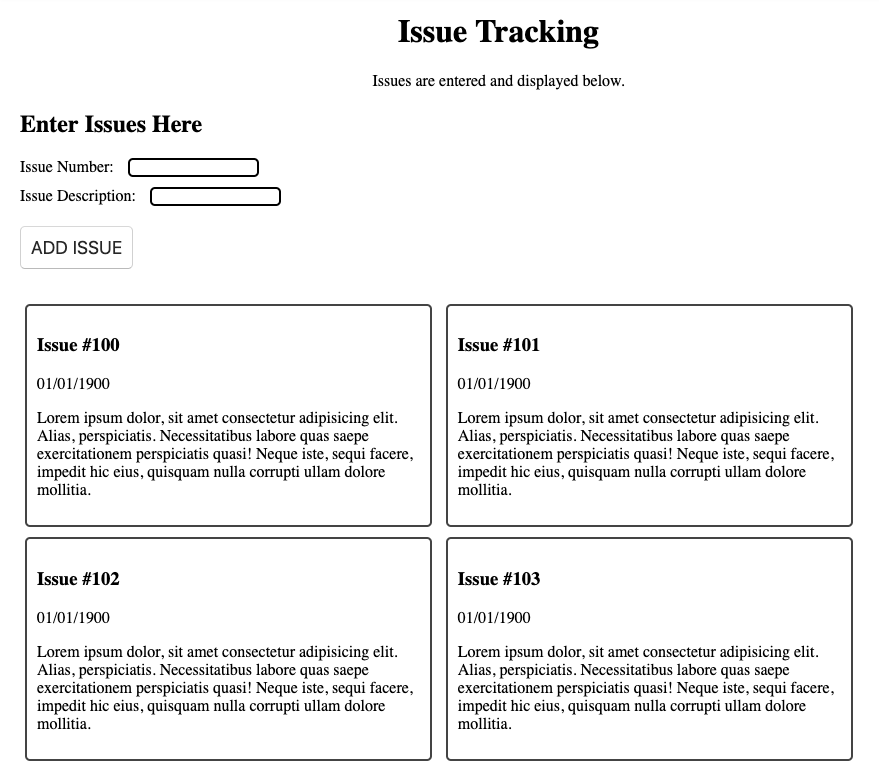 Issue Tracking
Issues are entered and displayed below.
Enter Issues Here
Issue Number:
Issue Description:
ADD ISSUE
Issue #100
01/01/1900
Lorem ipsum dolor, sit amet consectetur adipisicing elit.
Alias, perspiciatis. Necessitatibus labore quas saepe
exercitationem perspiciatis quasi! Neque iste, sequi facere,
impedit hic eius, quisquam nulla corrupti ullam dolore
mollitia.
Issue #101
01/01/1900
Lorem ipsum dolor, sit amet consectetur adipisicing elit.
Alias, perspiciatis. Necessitatibus labore quas saepe
exercitationem perspiciatis quasi! Neque iste, sequi facere,
impedit hic eius, quisquam nulla corrupti ullam dolore
mollitia.
Issue #102
01/01/1900
Lorem ipsum dolor, sit amet consectetur adipisicing elit.
Alias, perspiciatis. Necessitatibus labore quas saepe
exercitationem perspiciatis quasi! Neque iste, sequi facere,
impedit hic eius, quisquam nulla corrupti ullam dolore
mollitia.
Issue #103
01/01/1900
Lorem ipsum dolor, sit amet consectetur adipisicing elit.
Alias, perspiciatis. Necessitatibus labore quas saepe
exercitationem perspiciatis quasi! Neque iste, sequi facere,
impedit hic eius, quisquam nulla corrupti ullam dolore
mollitia.